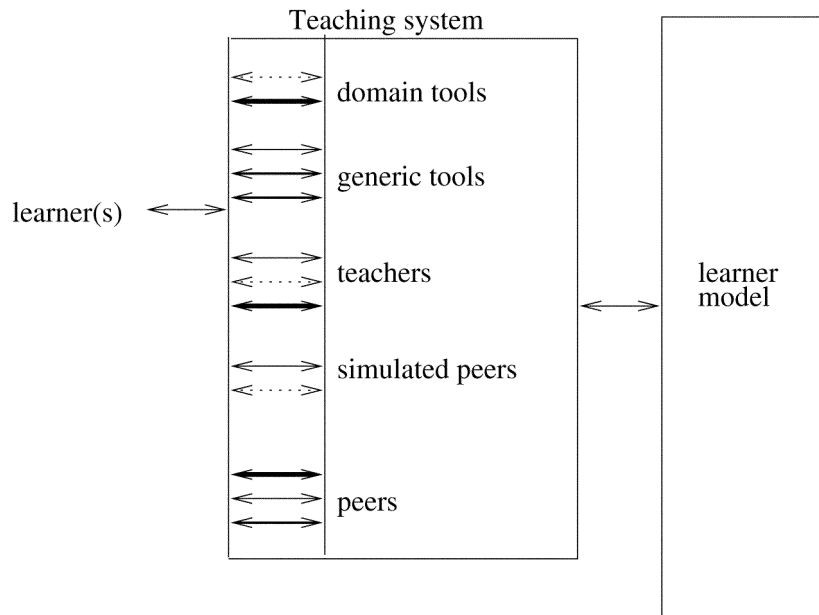 Teaching system
domain tools
generic tools
learner(s)
teachers
learner
model
simulated peers
peers